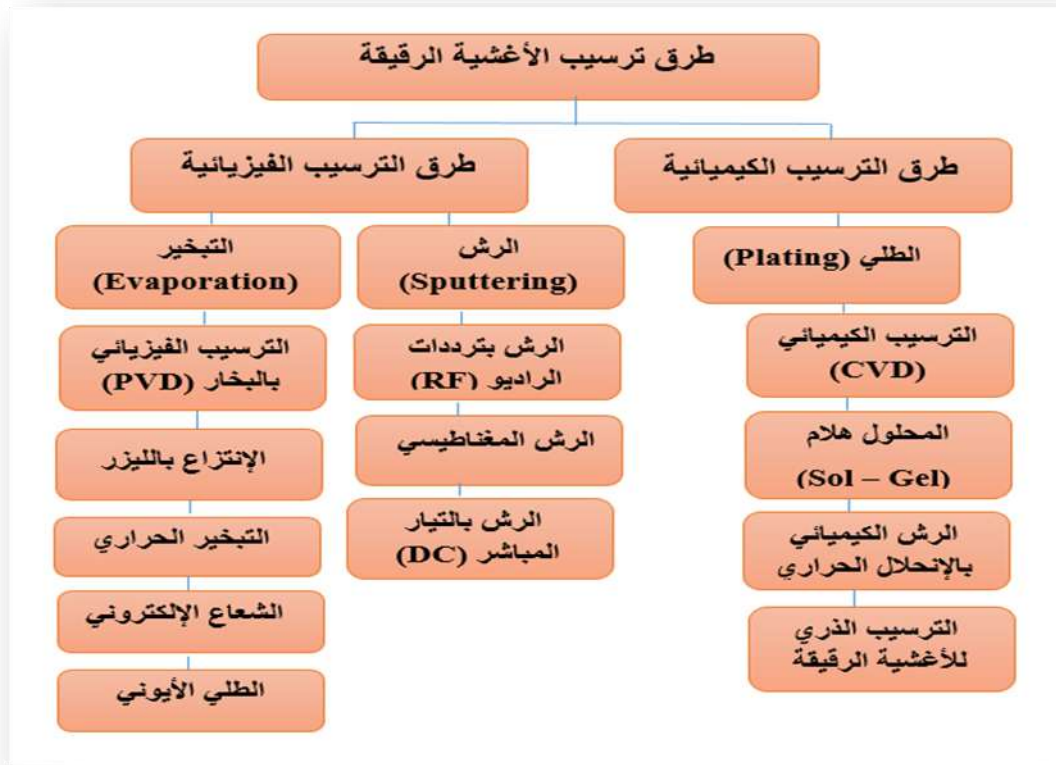 طرق ترسيب الأغشية الرقيقة
طرق الترسيب الكيميائية
الطلي (Plating)
الترسيب الكيميائي
(CVD)
المحلول هلام
(Sol – Gel)
الرش الكيميائي
بالإنحلال الحراري
الترسيب الذري
للأغشية الرقيقة
طرق الترسيب الفيزيائية
الرش
(Sputtering)
الرش بترددات
الراديو (RF)
الرش المغناطيسي
الرش بالتيار
المباشر (DC)
التبخير
(Evaporation)
الترسيب الفيزيائي
بالبخار (PVD)
الإنتزاع بالليزر
التبخير الحراري
الشعاع الإلكتروني
الطلي الأيوني